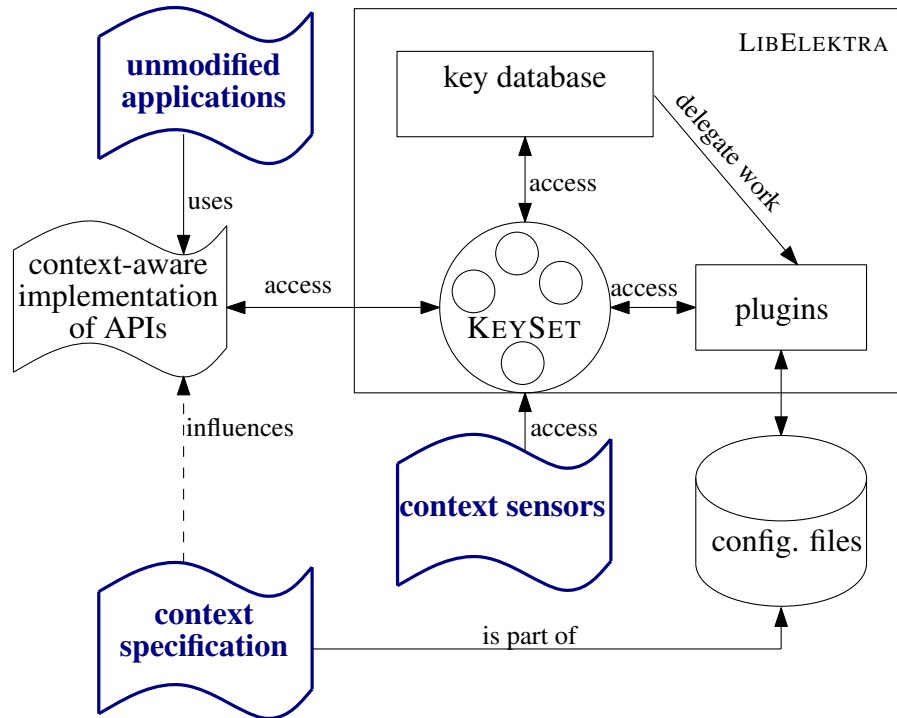 unmodified
applications
LIBELEKTRA
key database
delegate work
access
uses
context-aware
implementation
of APIs
access
KEYSET
access
plugins
influences
access
context sensors
config. files
context
specification
is part of